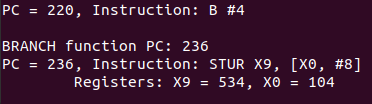 PC = 220, Instruction: B #4
BRANCH function PC: 236
PC = 236, Instruction: STUR X9, [X0, #8]
Registers: X9 = 534, X0 = 104